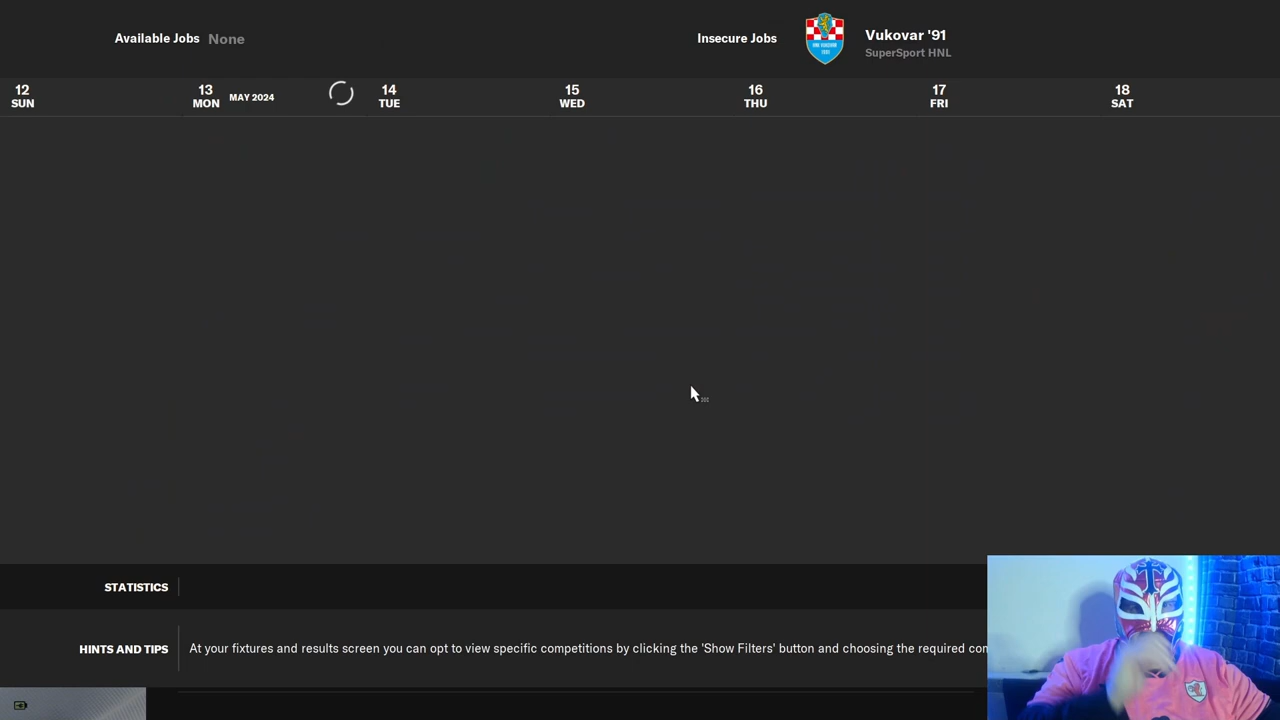 Available Jobs None
Insecure Jobs
Vukovar '91
SuperSport HNL
12
SUN
13
MON
MAY 2024
14
TUE
15
WED
16
THU
17
FRI
18
SAT
STATISTICS
HINTS AND TIPS
At your fixtures and results screen you can opt to view specific competitions by clicking the 'Show Filters' button and choosing the required con